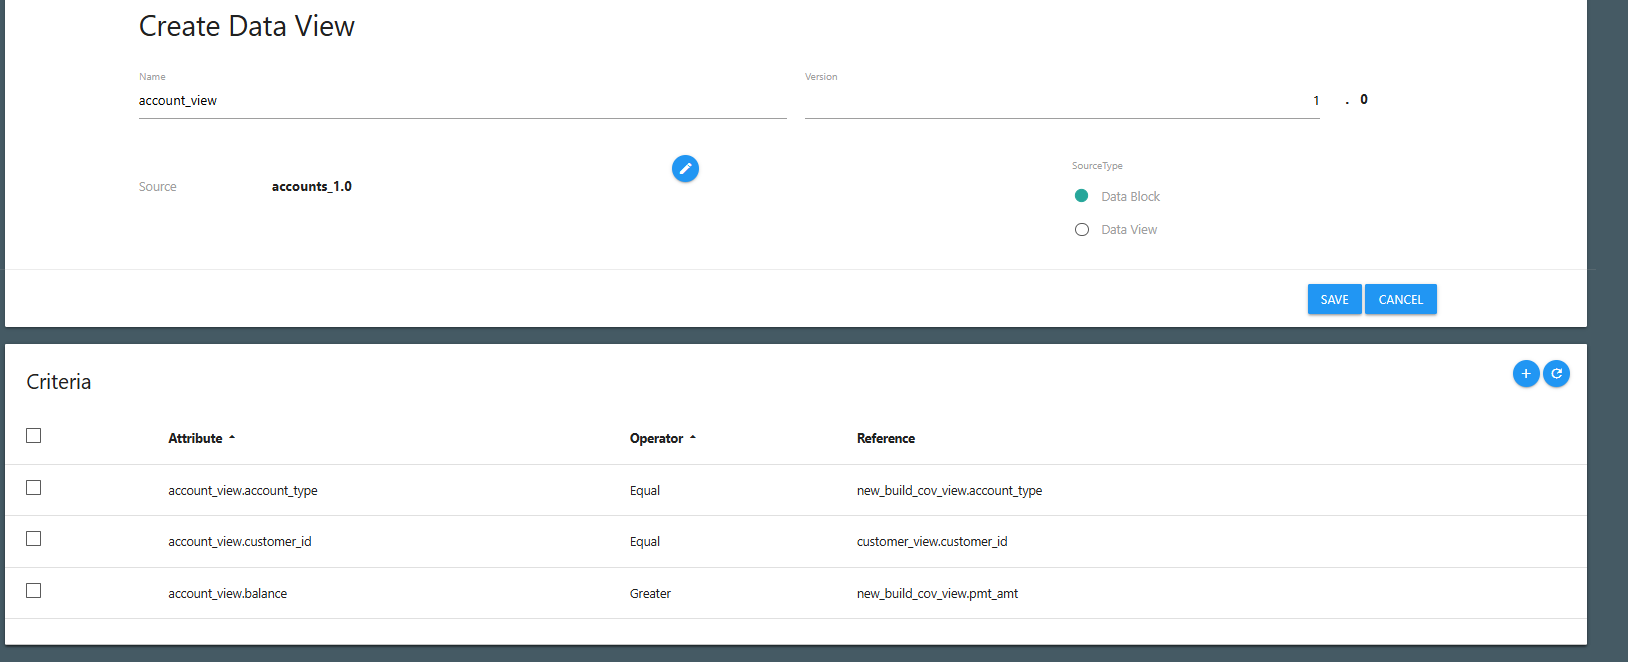 Create Data View
Name
Version
account_view
1 . 0
SourceType
Source accounts_1.0
Data Block
Data View
SAVE CANCEL
Criteria
Attribute Operator Reference
account_view.account_type Equal new_build_cov_view.account_type
account_view.customer_id Equal customer_view.customer_id
account_view.balance Greater new_build_cov_view.pmt_amt